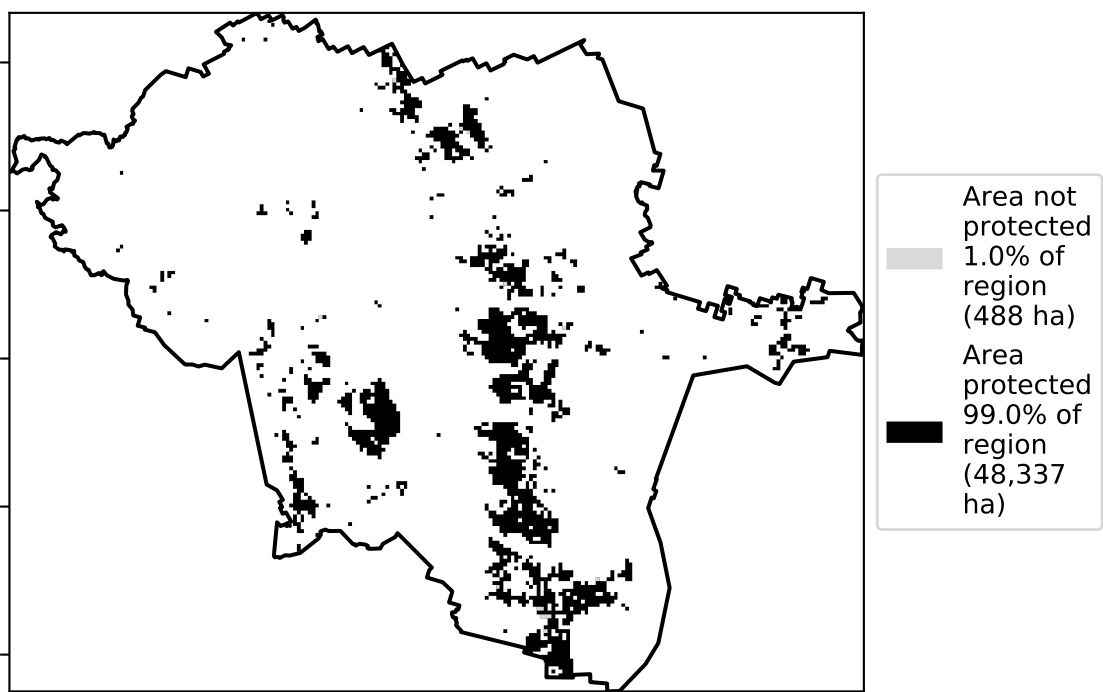 Area not
protected
1.0% of
region
(488 ha)
Area
protected
99.0% of
region
(48,337
ha)